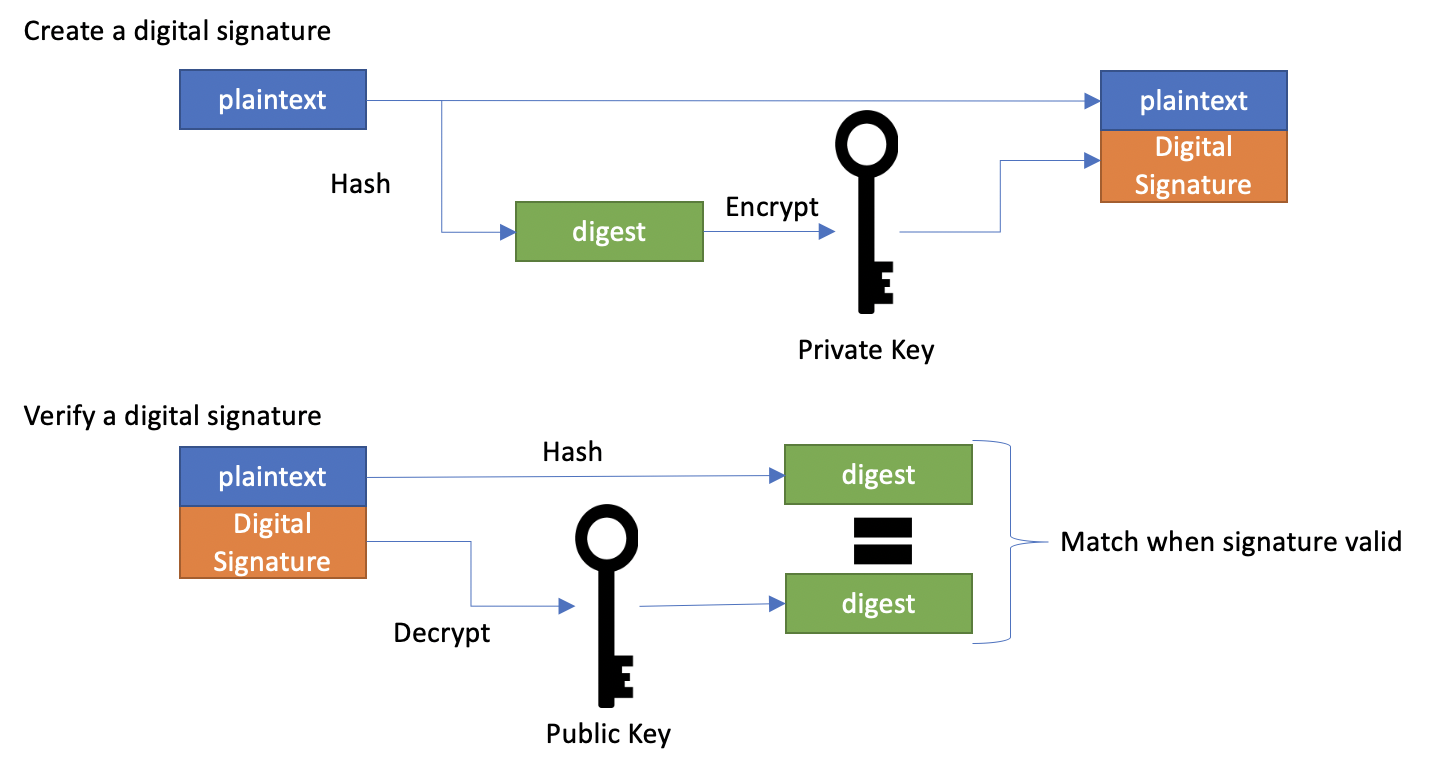 Create a digital signature
plaintext
plaintext
Digital
Signature
Hash
Encrypt
digest
Private Key
Verify a digital signature
plaintext
Digital
Signature
Hash
digest
Match when signature valid
digest
Decrypt
Public Key